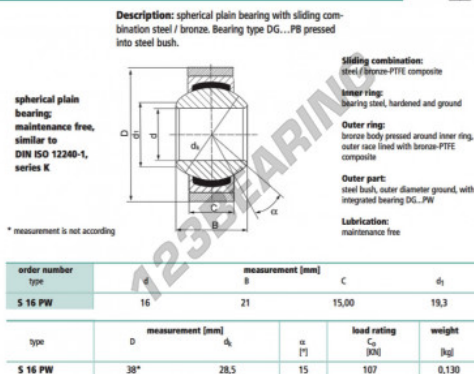 Description: spherical plain bearing with sliding com-
bination steel / bronze. Bearing type DG...PB pressed
into steel bush.
spherical plain
bearing;
maintenance free,
similar to
DIN ISO 12240-1,
series K
* measurement is not according
D
d₁
d
dₖ
C
B
α
Sliding combination:
steel / bronze-PTFE composite
Inner ring:
bearing steel, hardened and ground
Outer ring:
bronze body pressed around inner ring,
outer race lined with bronze-PTFE
composite
Outer part:
steel bush, outer diameter ground, with
integrated bearing DG...PW
Lubrication:
maintenance free
123BEARING
order number measurement [mm]
type d B C d₁
S 16 PW 16 21 15,00 19,3
measurement [mm] load rating weight
type D dₖ α C₀
[°] [KN] [kg]
S 16 PW 38* 28,5 15 107 0,130